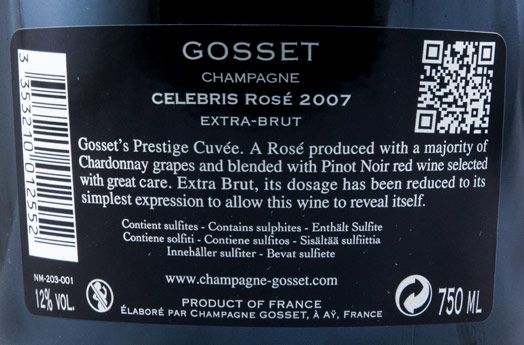 GOSSET
CHAMPAGNE
CELEBRIS ROSÉ 2007
EXTRA-BRUT
Gosset's Prestige Cuvée. A Rosé produced with a majority of
Chardonnay grapes and blended with Pinot Noir red wine selected
with great care. Extra Brut, its dosage has been reduced to its
simplest expression to allow this wine to reveal itself.
Contient sulfites - Contains sulphites - Enthält Sulfite
Contiene solfiti - Contiene sulfitos - Sisältää sulfiittia
Innehåller sulfiter - Bevat sulfiete
www.champagne-gosset.com
PRODUCT OF FRANCE
ÉLABORÉ PAR CHAMPAGNE GOSSET, À AŸ, FRANCE
3 353210 012552
NM-203-001
12% VOL.
750 ML